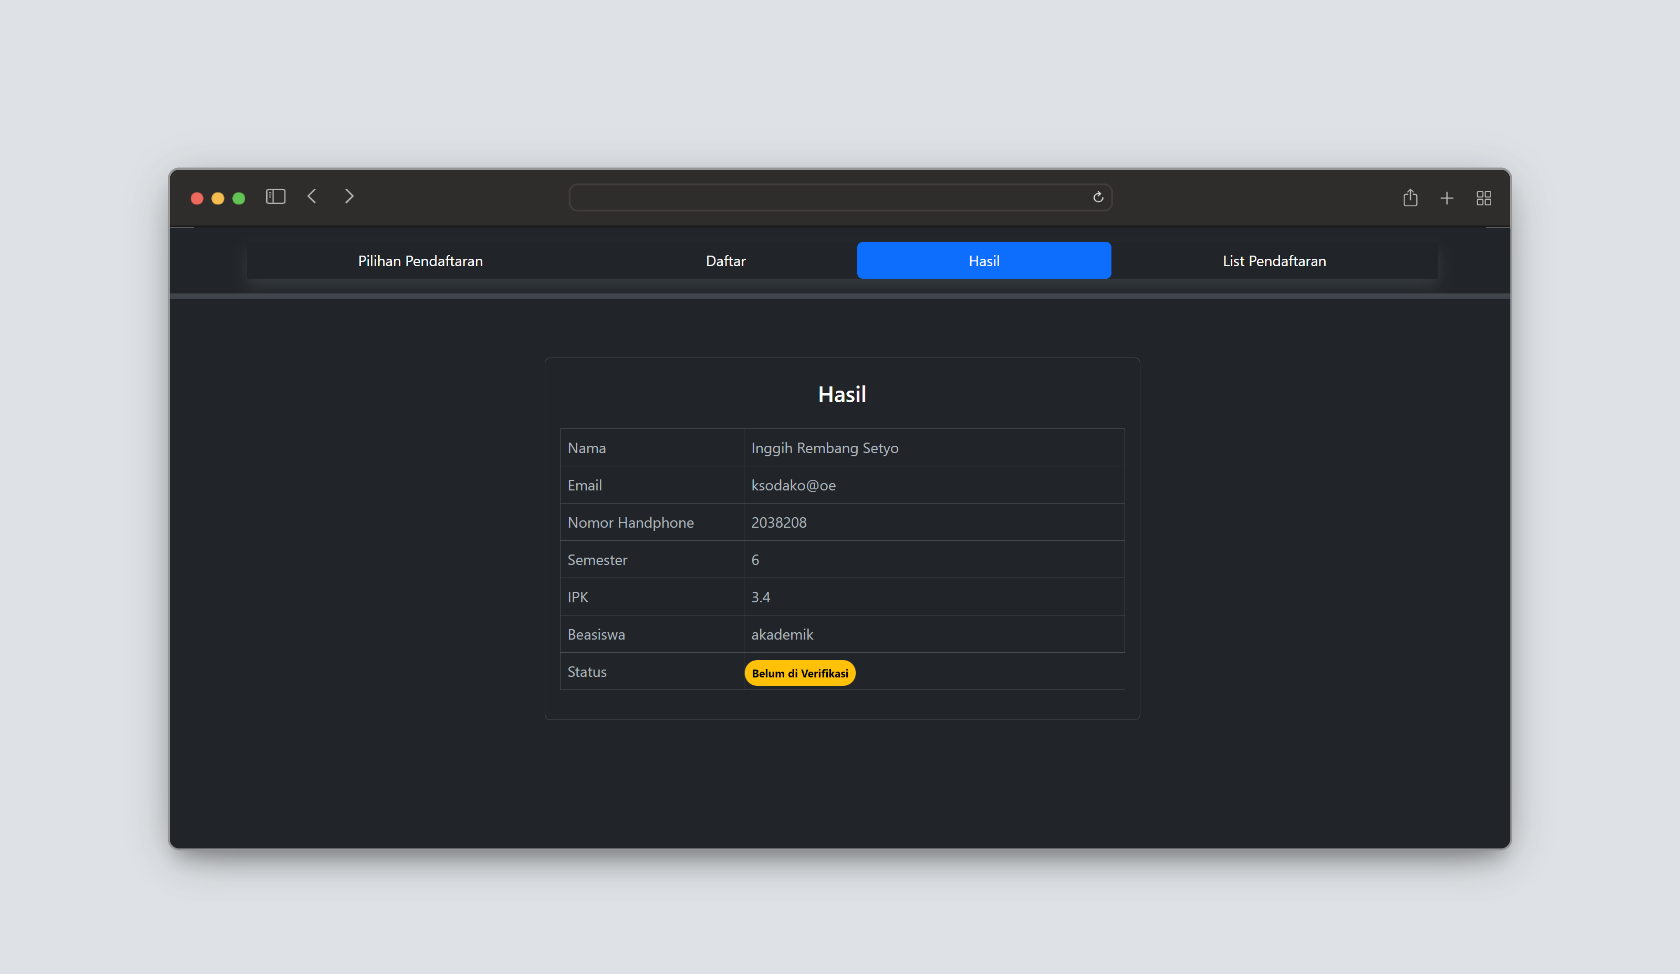 Pilihan Pendaftaran Daftar Hasil List Pendaftaran
Hasil
Nama Inggih Rembang Setyo
Email ksodako@oe
Nomor Handphone 2038208
Semester 6
IPK 3.4
Beasiswa akademik
Status Belum di Verifikasi